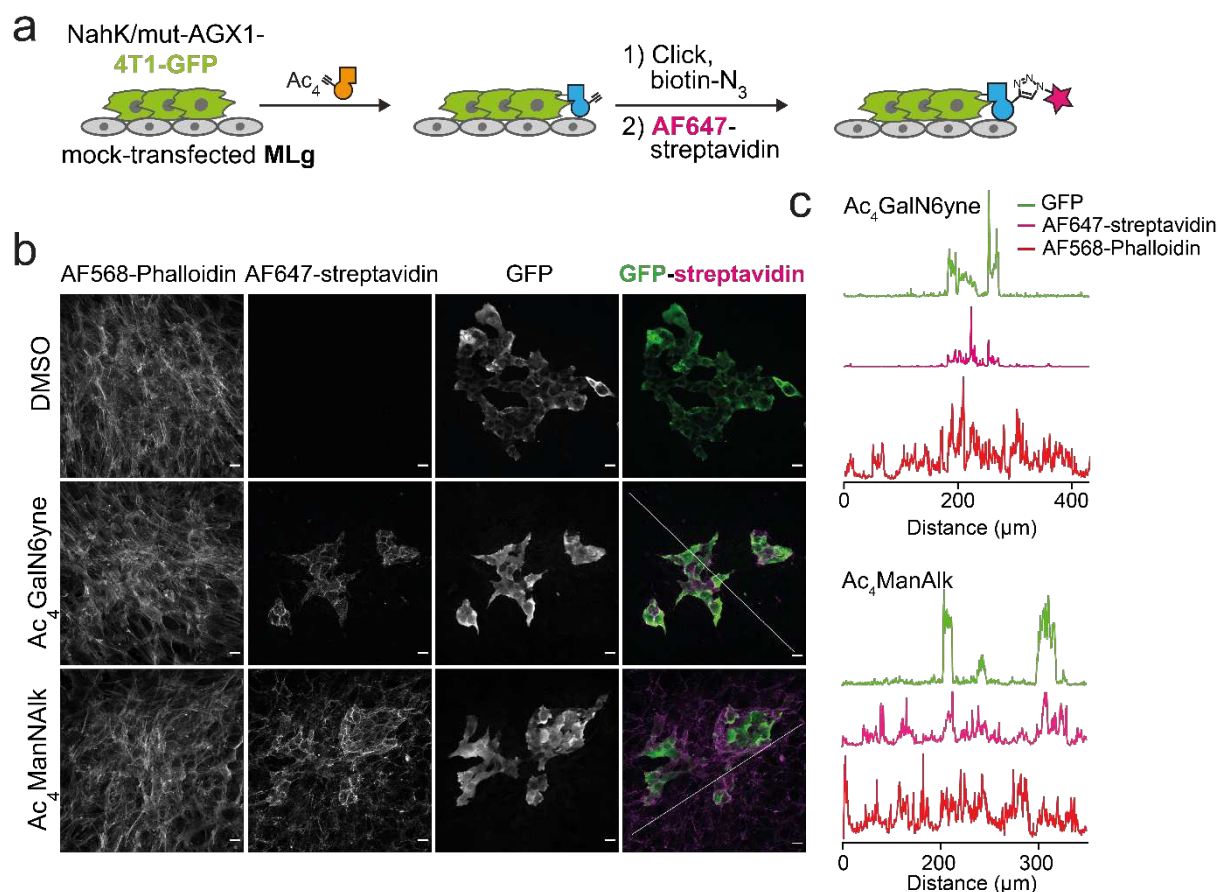 a
NahK/mut-AGX1-
4T1-GFP
mock-transfected MLg
Ac4
1) Click,
biotin-N3
2) AF647-
streptavidin
N
N
N
b
AF568-Phalloidin AF647-streptavidin GFP GFP-streptavidin
DMSO
Ac4GalN6yne
Ac4ManNAlk
c
Ac4GalN6yne
GFP
AF647-streptavidin
AF568-Phalloidin
0 200 400
Distance (µm)
Ac4ManAlk
0 200 300
Distance (µm)